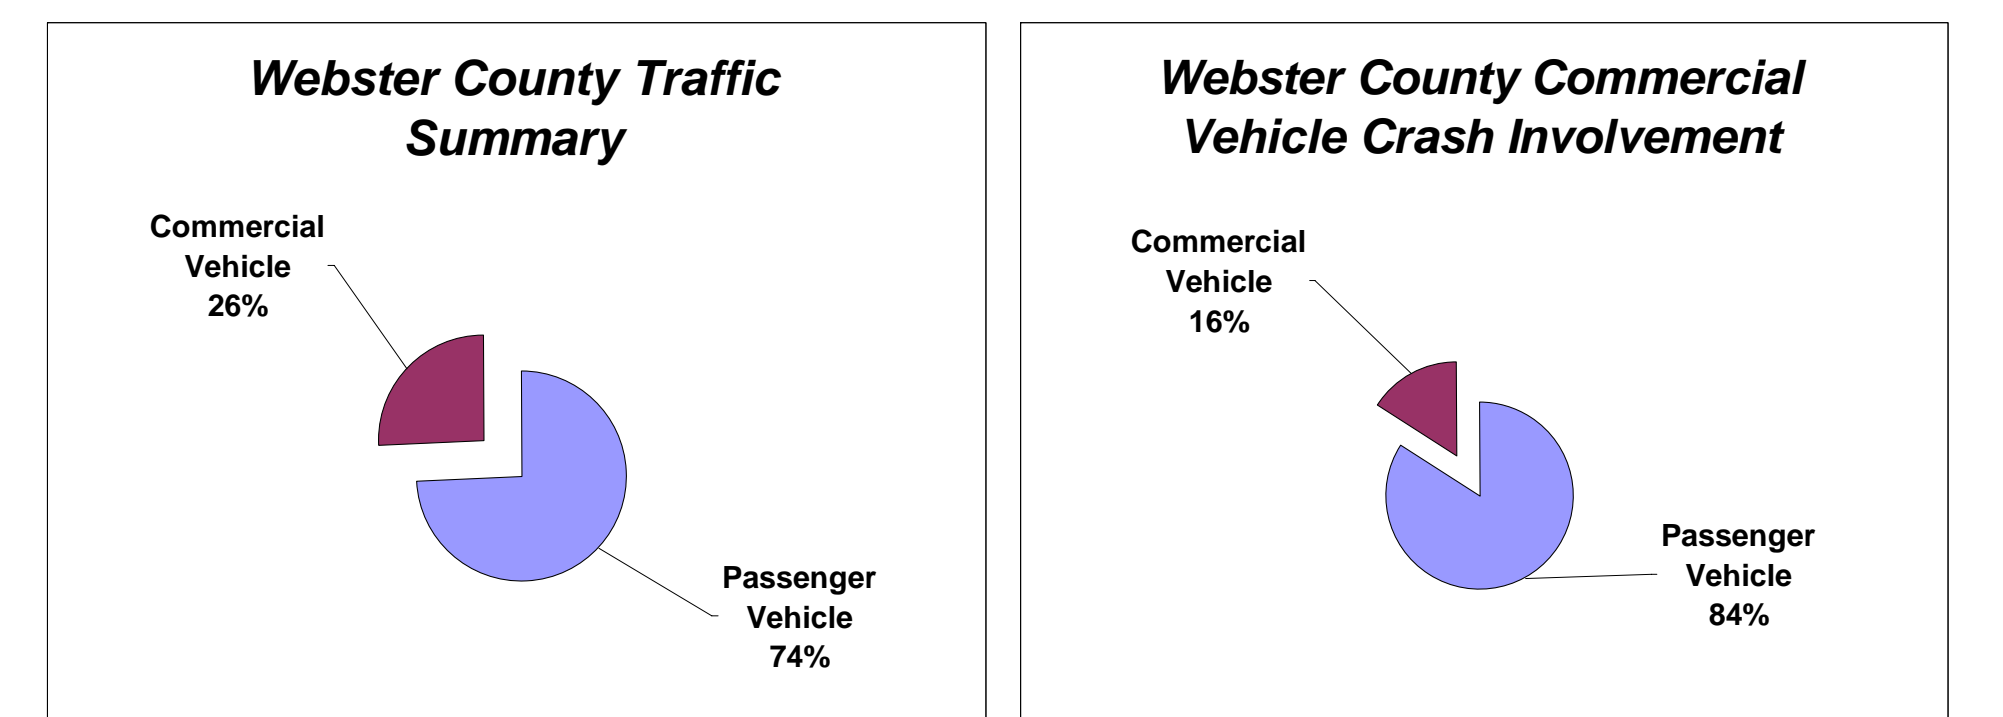 Webster County Traffic
Summary
Commercial
Vehicle
26%
Passenger
Vehicle
74%
Webster County Commercial
Vehicle Crash Involvement
Commercial
Vehicle
16%
Passenger
Vehicle
84%